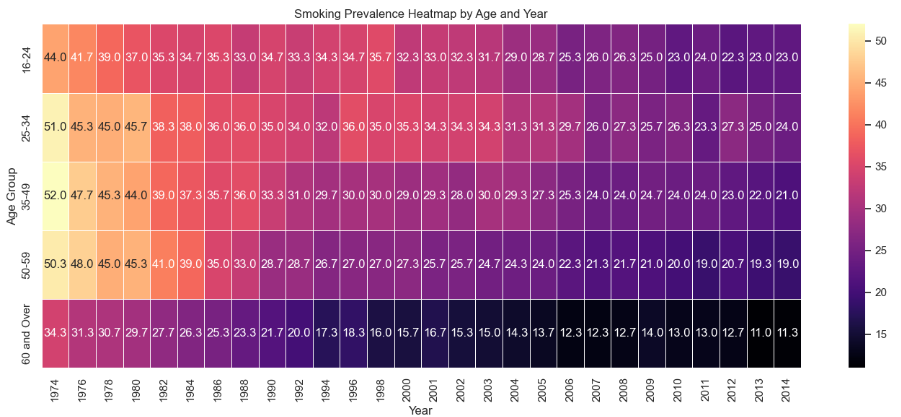 Smoking Prevalence Heatmap by Age and Year
16-24 44.0 41.7 39.0 37.0 35.3 34.7 35.3 33.0 34.7 33.3 34.3 34.7 35.7 32.3 33.0 32.3 31.7 29.0 28.7 25.3 26.0 26.3 25.0 23.0 24.0 22.3 23.0 23.0
25-34 51.0 45.3 45.0 45.7 38.3 38.0 36.0 36.0 35.0 34.0 32.0 36.0 35.0 35.3 34.3 34.3 34.3 31.3 31.3 29.7 26.0 27.3 25.7 26.3 23.3 27.3 25.0 24.0
35-49 52.0 47.7 45.3 44.0 39.0 37.3 35.7 36.0 33.3 31.0 29.7 30.0 30.0 29.0 29.3 28.0 30.0 29.3 27.3 25.3 24.0 24.0 24.7 24.0 24.0 23.0 22.0 21.0
50-59 50.3 48.0 45.0 45.3 41.0 39.0 35.0 33.0 28.7 28.7 26.7 27.0 27.0 27.3 25.7 25.7 24.7 24.3 24.0 22.3 21.3 21.7 21.0 20.0 19.0 20.7 19.3 19.0
60 and Over 34.3 31.3 30.7 29.7 27.7 26.3 25.3 23.3 21.7 20.0 17.3 18.3 16.0 15.7 16.7 15.3 15.0 14.3 13.7 12.3 12.3 12.7 14.0 13.0 13.0 12.7 11.0 11.3
Age Group
1974 1976 1978 1980 1982 1984 1986 1988 1990 1992 1994 1996 1998 2000 2001 2002 2003 2004 2005 2006 2007 2008 2009 2010 2011 2012 2013 2014
Year
50
45
40
35
30
25
20
15